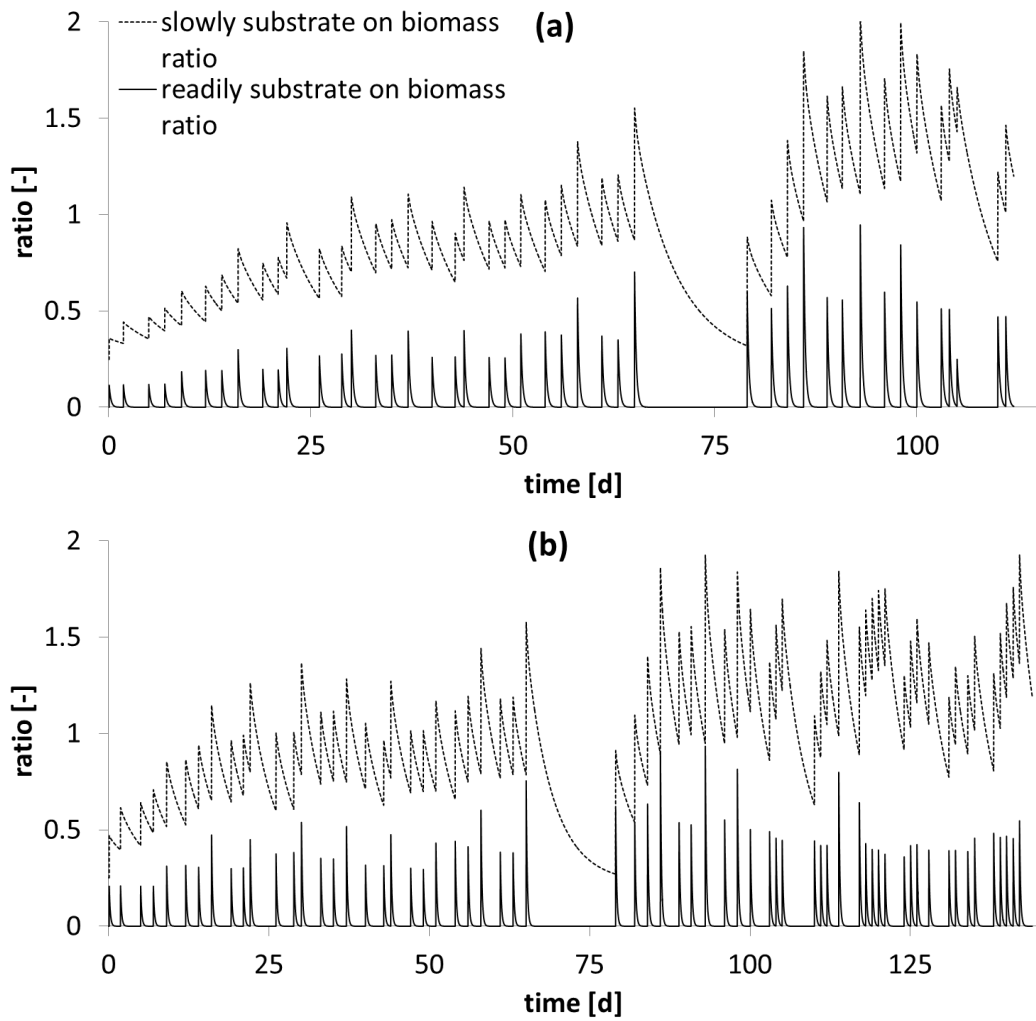 2
slowly substrate on biomass
(a)
ratio
readily substrate on biomass
1.5
ratio
ratio [-]
1
0.5
0
0 25 50 75 100
time [d]
2
(b)
1.5
ratio [-]
1
0.5
0
0 25 50 75 100 125
time [d]